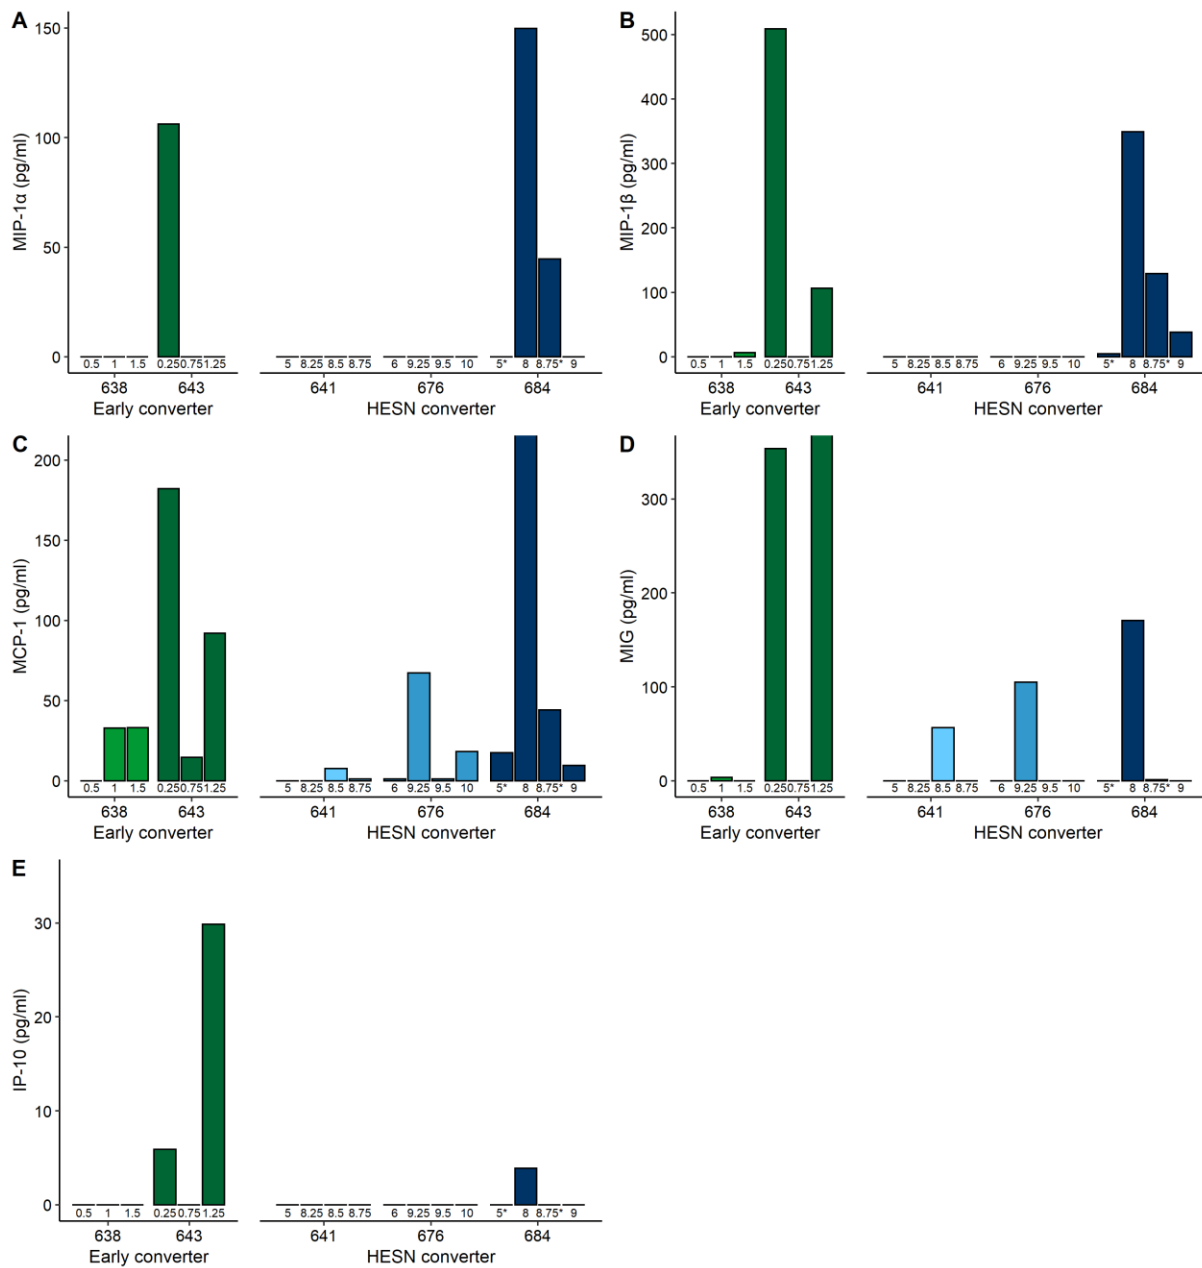 A
MIP-1α (pg/ml)
150
100
50
0
0.5 1 1.5 0.25 0.75 1.25 5 8.25 8.5 8.75 6 9.25 9.5 10 5* 8 8.75* 9
638 643 641 676 684
Early converter HESN converter
B
MIP-1β (pg/ml)
500
400
300
200
100
0
0.5 1 1.5 0.25 0.75 1.25 5 8.25 8.5 8.75 6 9.25 9.5 10 5* 8 8.75* 9
638 643 641 676 684
Early converter HESN converter
C
MCP-1 (pg/ml)
200
150
100
50
0
0.5 1 1.5 0.25 0.75 1.25 5 8.25 8.5 8.75 6 9.25 9.5 10 5* 8 8.75* 9
638 643 641 676 684
Early converter HESN converter
D
MIG (pg/ml)
300
200
100
0
0.5 1 1.5 0.25 0.75 1.25 5 8.25 8.5 8.75 6 9.25 9.5 10 5* 8 8.75* 9
638 643 641 676 684
Early converter HESN converter
E
IP-10 (pg/ml)
30
20
10
0
0.5 1 1.5 0.25 0.75 1.25 5 8.25 8.5 8.75 6 9.25 9.5 10 5* 8 8.75* 9
638 643 641 676 684
Early converter HESN converter